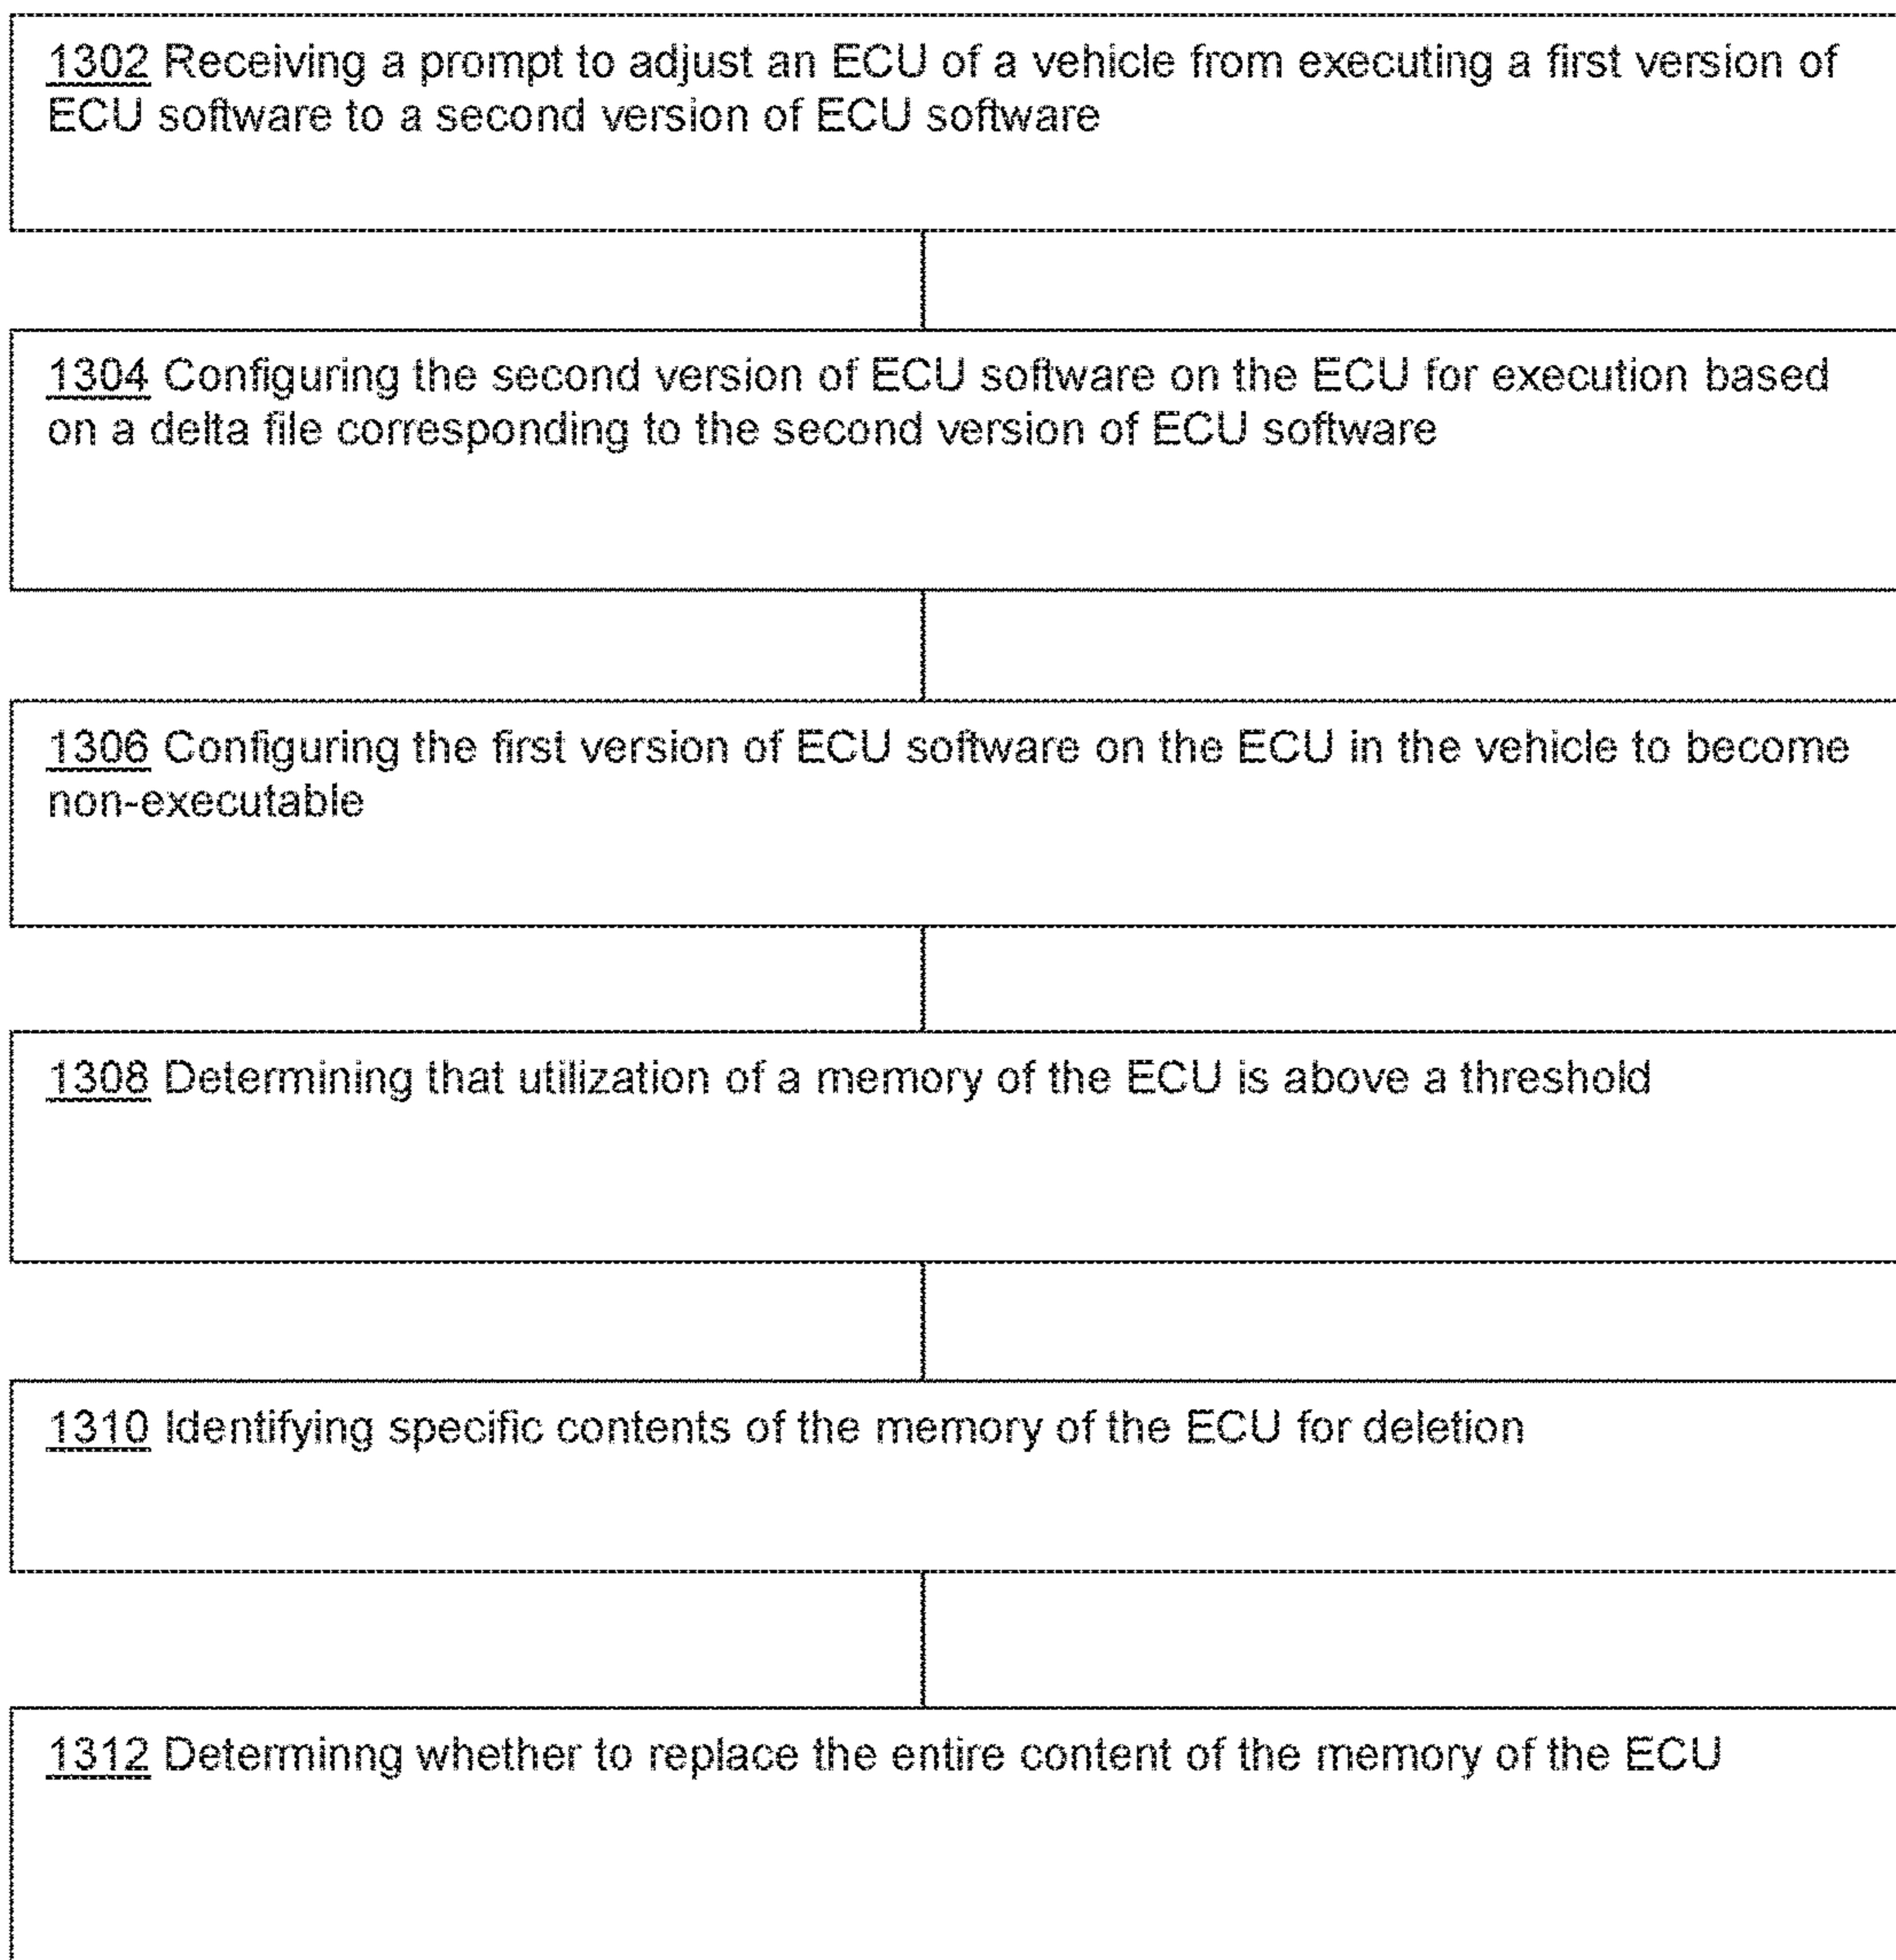 1302 Receiving a prompt to adjust an ECU of a vehicle from executing a first version of
ECU software to a second version of ECU software
1304 Configuring the second version of ECU software on the ECU for execution based
on a delta file corresponding to the second version of ECU software
1306 Configuring the first version of ECU software on the ECU in the vehicle to become
non-executable
1308 Determining that utilization of a memory of the ECU is above a threshold
1310 Identifying specific contents of the memory of the ECU for deletion
1312 Determinng whether to replace the entire content of the memory of the ECU